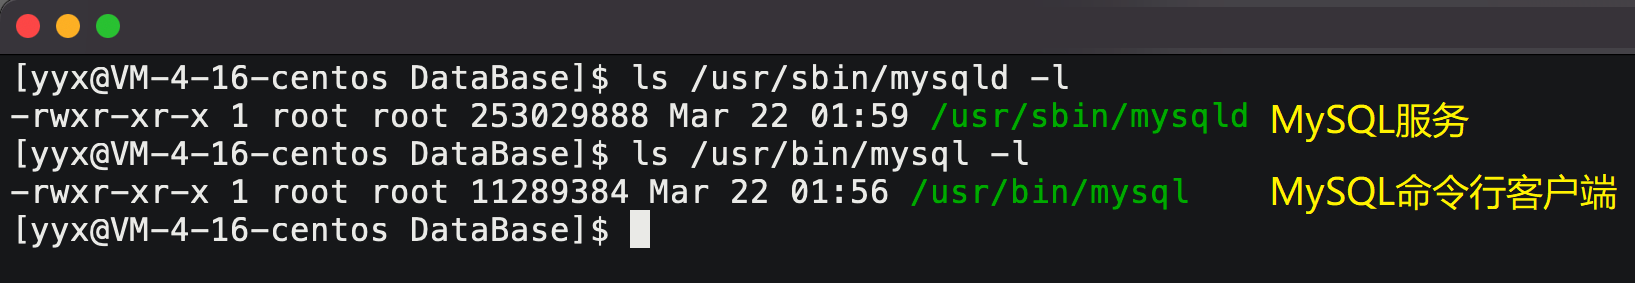 [yyx@VM-4-16-centos DataBase]$ ls /usr/sbin/mysqld -l
-rwxr-xr-x 1 root root 253029888 Mar 22 01:59 /usr/sbin/mysqld MySQL服务
[yyx@VM-4-16-centos DataBase]$ ls /usr/bin/mysql -l
-rwxr-xr-x 1 root root 11289384 Mar 22 01:56 /usr/bin/mysql MySQL命令行客户端
[yyx@VM-4-16-centos DataBase]$